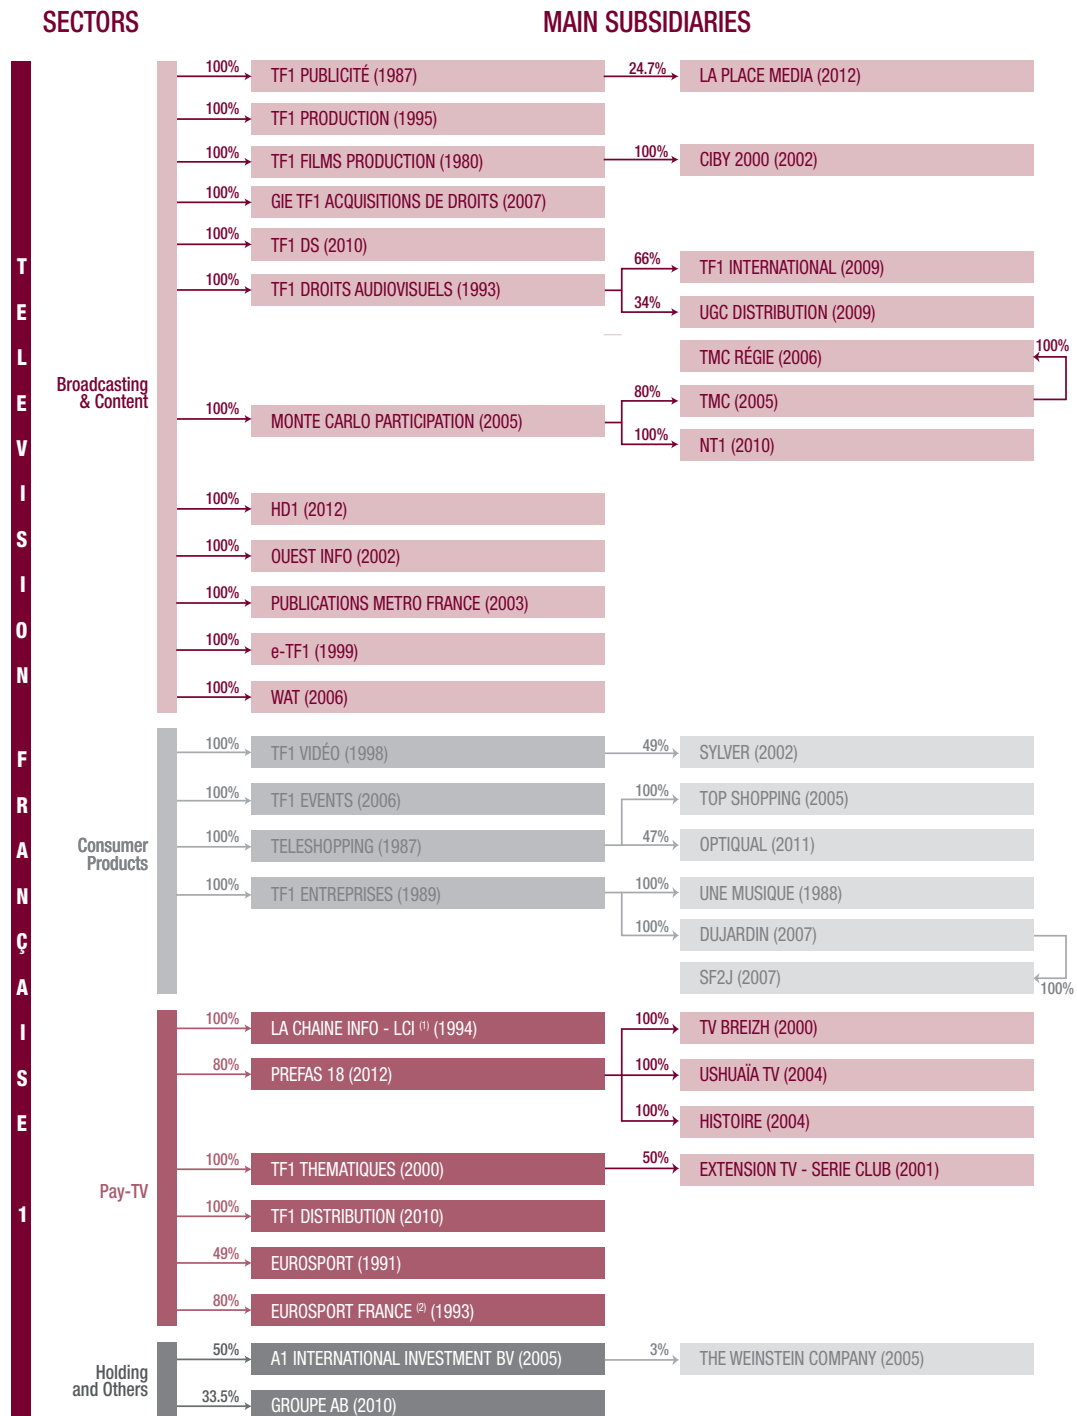 SECTORS MAIN SUBSIDIARIES
TELEVISION FRANÇAISE 1
Broadcasting
& Content
100% TF1 PUBLICITÉ (1987) 24.7% LA PLACE MEDIA (2012)
100% TF1 PRODUCTION (1995)
100% TF1 FILMS PRODUCTION (1980) 100% CIBY 2000 (2002)
100% GIE TF1 ACQUISITIONS DE DROITS (2007)
100% TF1 DS (2010)
100% TF1 DROITS AUDIOVISUELS (1993)
66% TF1 INTERNATIONAL (2009)
34% UGC DISTRIBUTION (2009)
TMC RÉGIE (2006) 100%
100% MONTE CARLO PARTICIPATION (2005)
80% TMC (2005)
100% NT1 (2010)
100% HD1 (2012)
100% OUEST INFO (2002)
100% PUBLICATIONS METRO FRANCE (2003)
100% e-TF1 (1999)
100% WAT (2006)
Consumer
Products
100% TF1 VIDÉO (1998) 49% SYLVER (2002)
100% TF1 EVENTS (2006)
100% TOP SHOPPING (2005)
100% TELESHOPPING (1987) 47% OPTIQUAL (2011)
100% TF1 ENTREPRISES (1989) 100% UNE MUSIQUE (1988)
100% DUJARDIN (2007)
SF2J (2007) 100%
Pay-TV
100% LA CHAINE INFO - LCI (1) (1994) 100% TV BREIZH (2000)
80% PREFAS 18 (2012) 100% USHUAÏA TV (2004)
100% HISTOIRE (2004)
100% TF1 THEMATIQUES (2000) 50% EXTENSION TV - SERIE CLUB (2001)
100% TF1 DISTRIBUTION (2010)
49% EUROSPORT (1991)
80% EUROSPORT FRANCE (2) (1993)
Holding
and Others
50% A1 INTERNATIONAL INVESTMENT BV (2005) 3% THE WEINSTEIN COMPANY (2005)
33.5% GROUPE AB (2010)